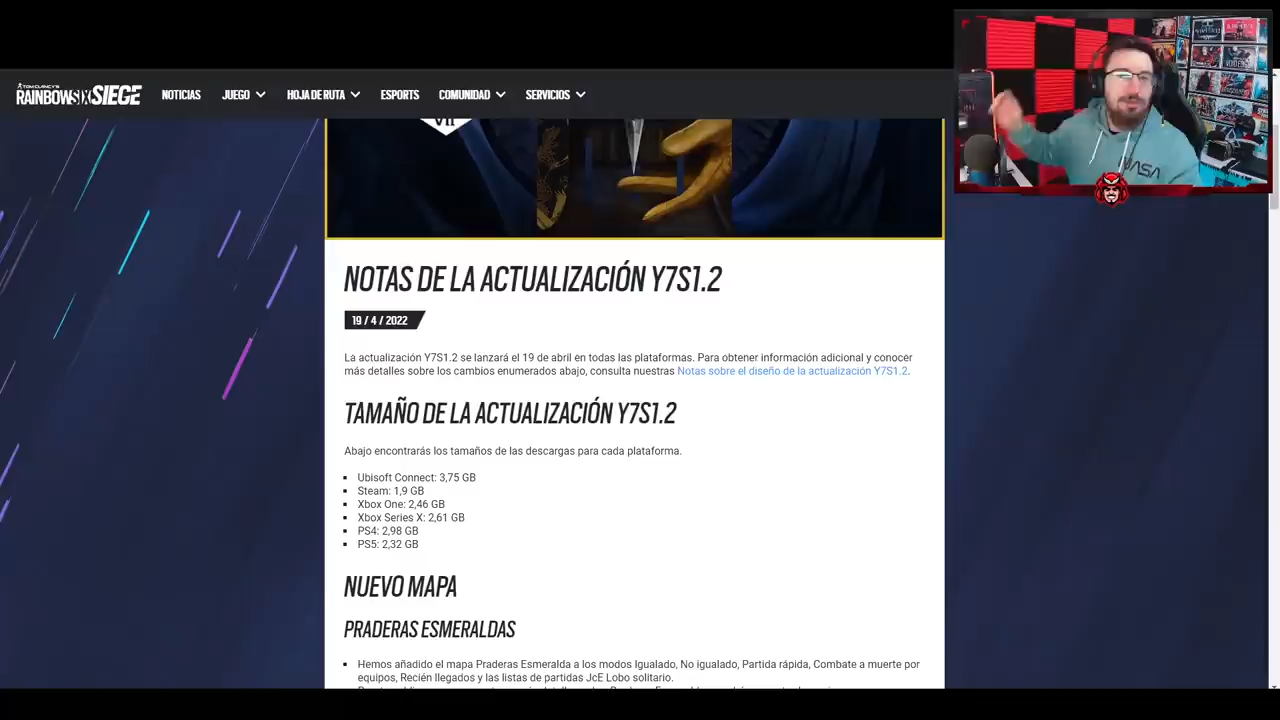 TOM CLANCY'S
RAINBOWSIX SIEGE
NOTICIAS JUEGO HOJA DE RUTA ESPORTS COMUNIDAD SERVICIOS
VII
NASA
NOTAS DE LA ACTUALIZACIÓN Y7S1.2
19 / 4 / 2022
La actualización Y7S1.2 se lanzará el 19 de abril en todas las plataformas. Para obtener información adicional y conocer
más detalles sobre los cambios enumerados abajo, consulta nuestras Notas sobre el diseño de la actualización Y7S1.2.
TAMAÑO DE LA ACTUALIZACIÓN Y7S1.2
Abajo encontrarás los tamaños de las descargas para cada plataforma.
Ubisoft Connect: 3,75 GB
Steam: 1,9 GB
Xbox One: 2,46 GB
Xbox Series X: 2,61 GB
PS4: 2,98 GB
PS5: 2,32 GB
NUEVO MAPA
PRADERAS ESMERALDAS
Hemos añadido el mapa Praderas Esmeralda a los modos Igualado, No igualado, Partida rápida, Combate a muerte por
equipos, Recién llegados y las listas de partidas JcE Lobo solitario.